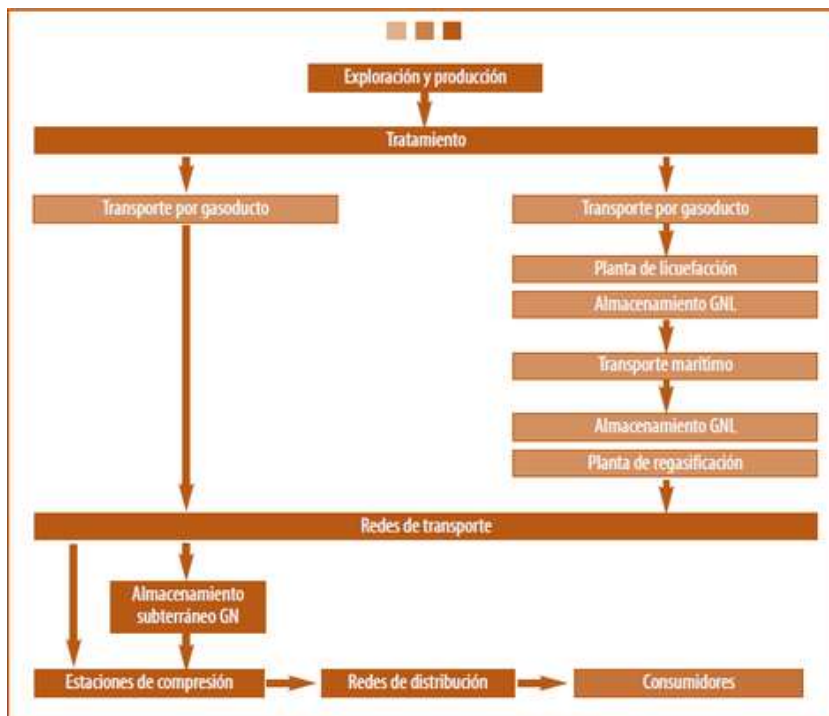 Exploración y producción
Tratamiento
Transporte por gasoducto
Transporte por gasoducto
Planta de licuefacción
Almacenamiento GNL
Transporte marítimo
Almacenamiento GNL
Planta de regasificación
Redes de transporte
Almacenamiento
subterráneo GN
Estaciones de compresión
Redes de distribución
Consumidores